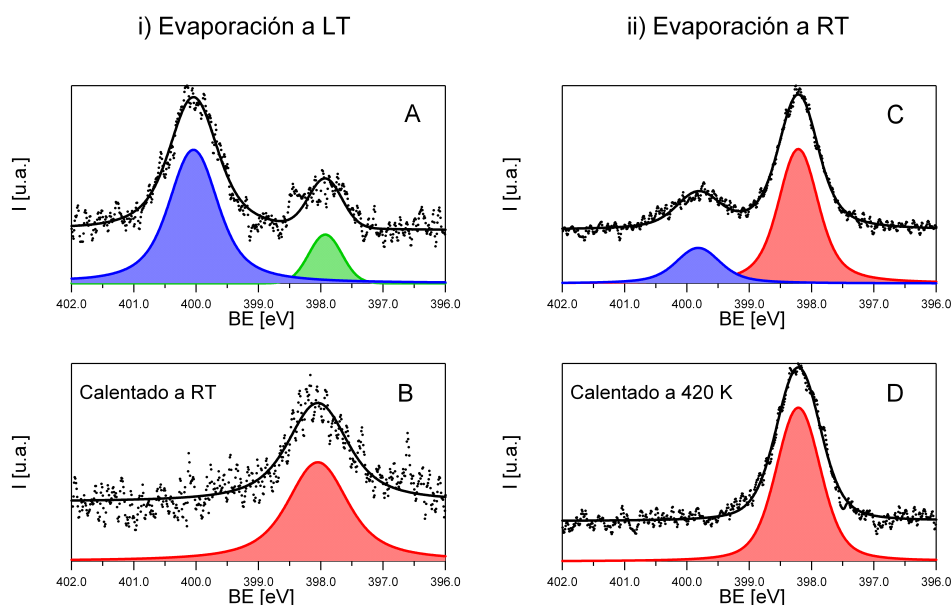 i) Evaporación a LT
ii) Evaporación a RT
A
I [u.a.]
402.0 401.0 400.0 399.0 398.0 397.0 396.0
BE [eV]
C
I [u.a.]
402.0 401.0 400.0 399.0 398.0 397.0 396.0
BE [eV]
Calentado a RT
B
I [u.a.]
402.0 401.0 400.0 399.0 398.0 397.0 396.0
BE [eV]
Calentado a 420 K
D
I [u.a.]
402.0 401.0 400.0 399.0 398.0 397.0 396.0
BE [eV]